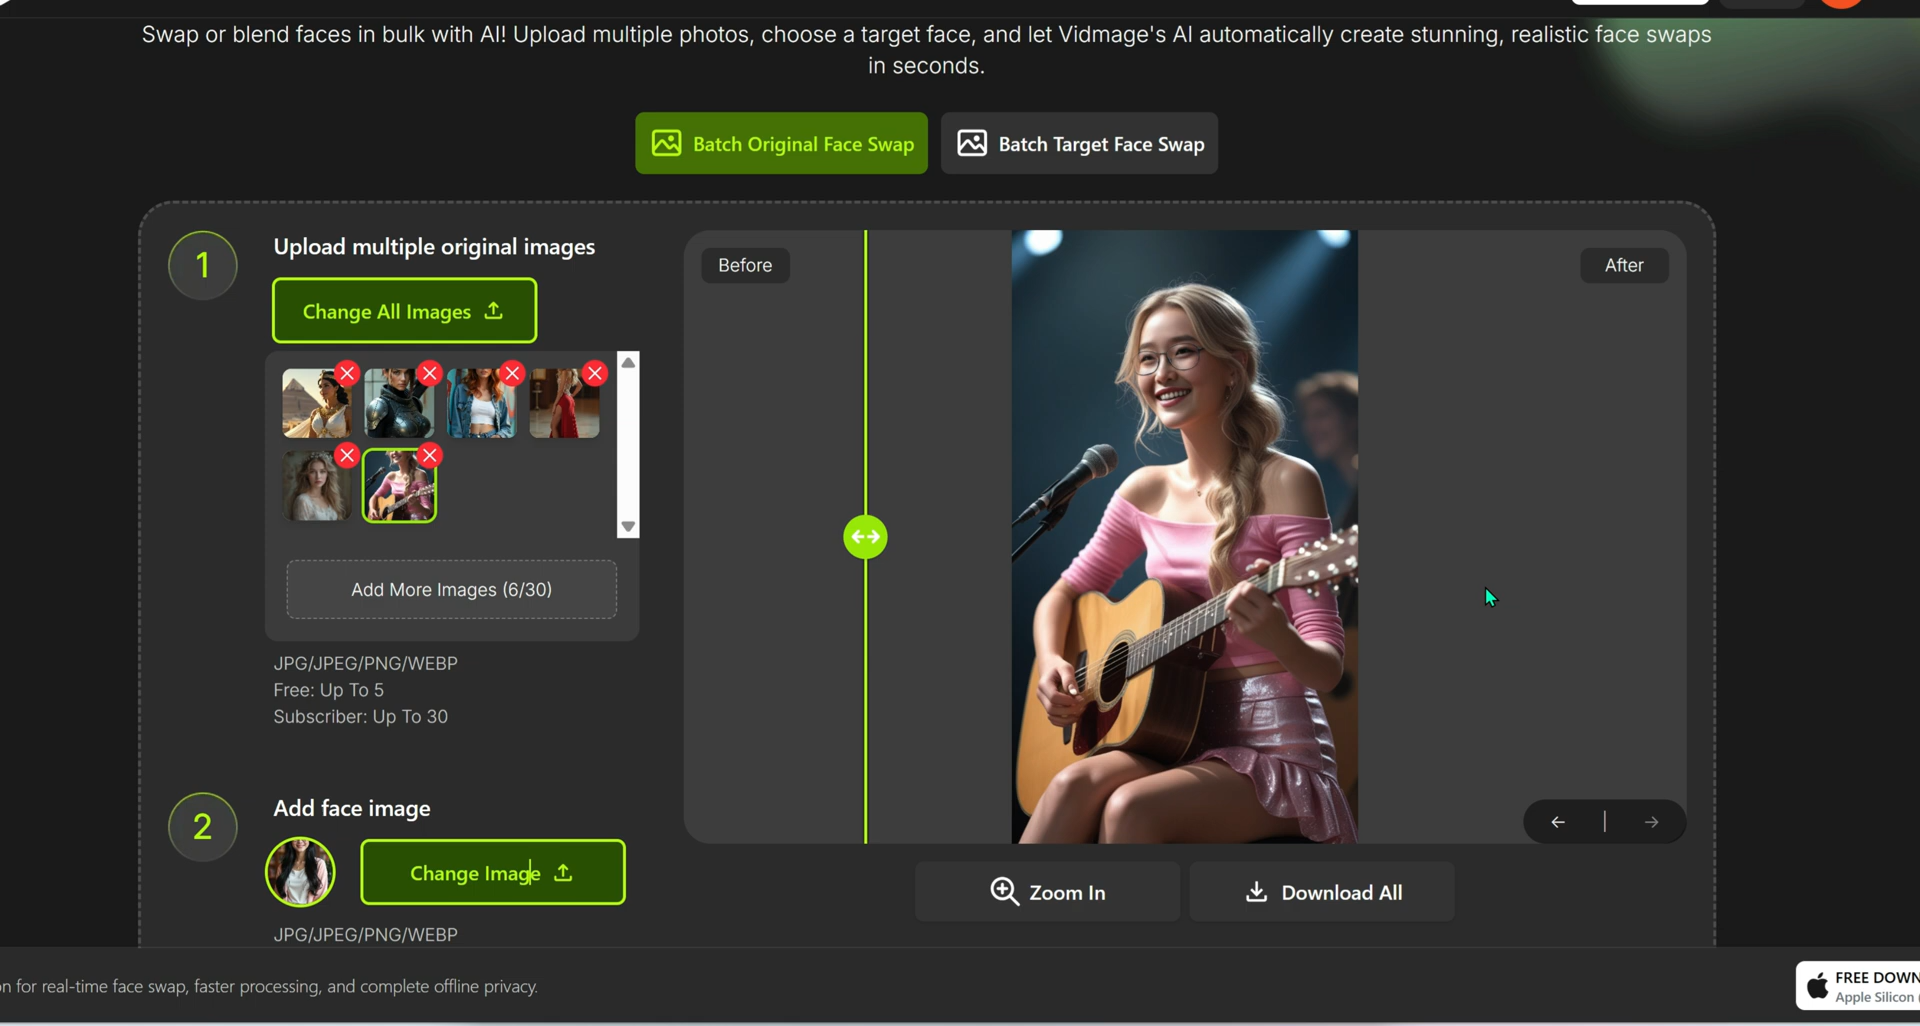 Swap or blend faces in bulk with AI! Upload multiple photos, choose a target face, and let Vidmage's AI automatically create stunning, realistic face swaps
in seconds.
Batch Original Face Swap
Batch Target Face Swap
1
Upload multiple original images
Change All Images
Add More Images (6/30)
JPG/JPEG/PNG/WEBP
Free: Up To 5
Subscriber: Up To 30
2
Add face image
Change Image
JPG/JPEG/PNG/WEBP
Before
After
Zoom In
Download All
for real-time face swap, faster processing, and complete offline privacy.
FREE
Apple Silicon